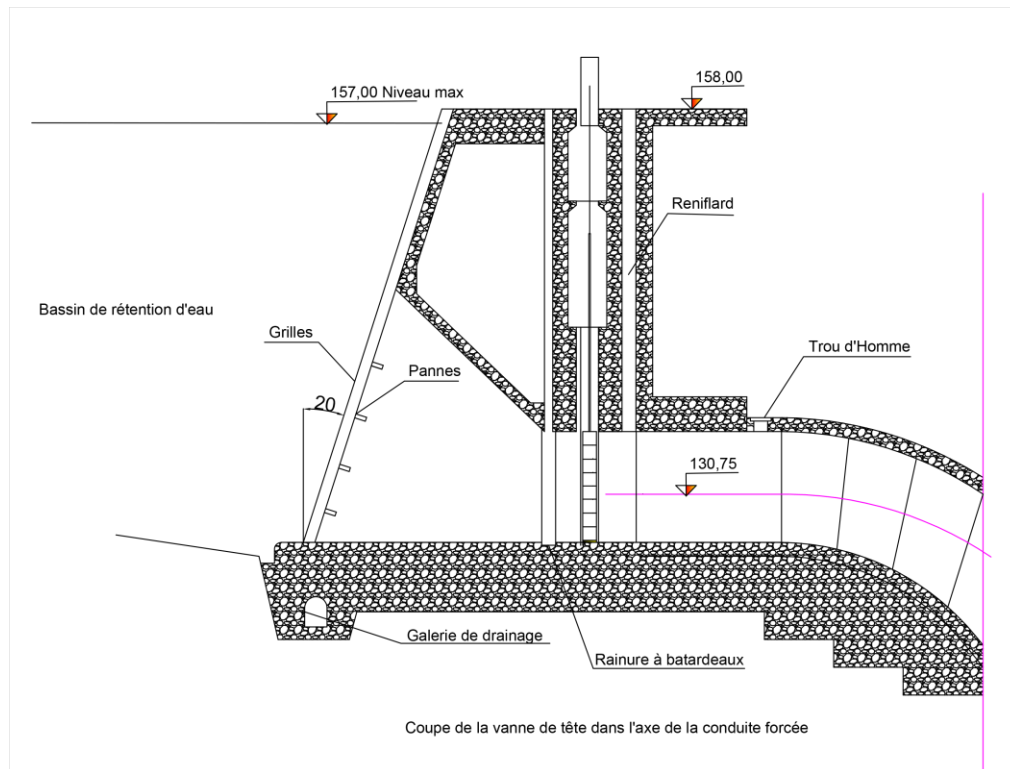 157,00 Niveau max
158,00
Reniflard
Bassin de rétention d'eau
Grilles
Trou d'Homme
Pannes
20
130,75
Galerie de drainage
Rainure à batardeaux
Coupe de la vanne de tête dans l'axe de la conduite forcée